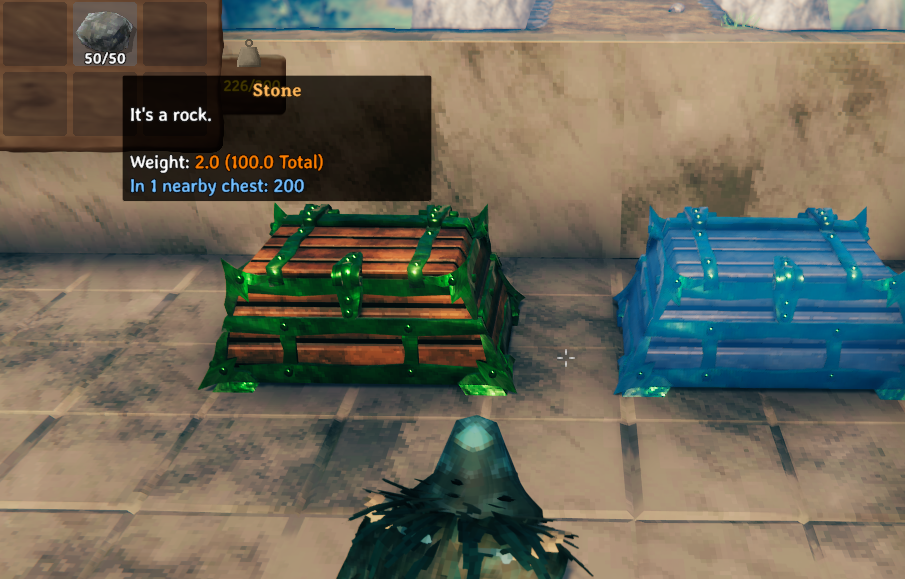 50/50
Stone
It's a rock.
Weight: 2.0 (100.0 Total)
In 1 nearby chest: 200